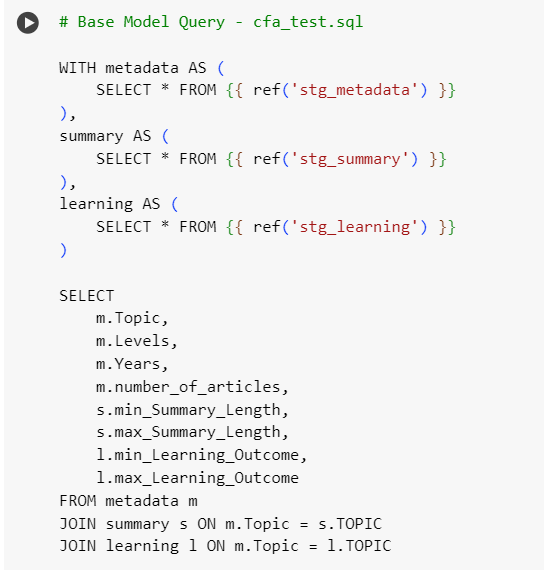 # Base Model Query - cfa_test.sql
WITH metadata AS (
    SELECT * FROM {{ ref('stg_metadata') }}
),
summary AS (
    SELECT * FROM {{ ref('stg_summary') }}
),
learning AS (
    SELECT * FROM {{ ref('stg_learning') }}
)
SELECT
    m.Topic,
    m.Levels,
    m.Years,
    m.number_of_articles,
    s.min_Summary_Length,
    s.max_Summary_Length,
    l.min_Learning_Outcome,
    l.max_Learning_Outcome
FROM metadata m
JOIN summary s ON m.Topic = s.TOPIC
JOIN learning l ON m.Topic = l.TOPIC